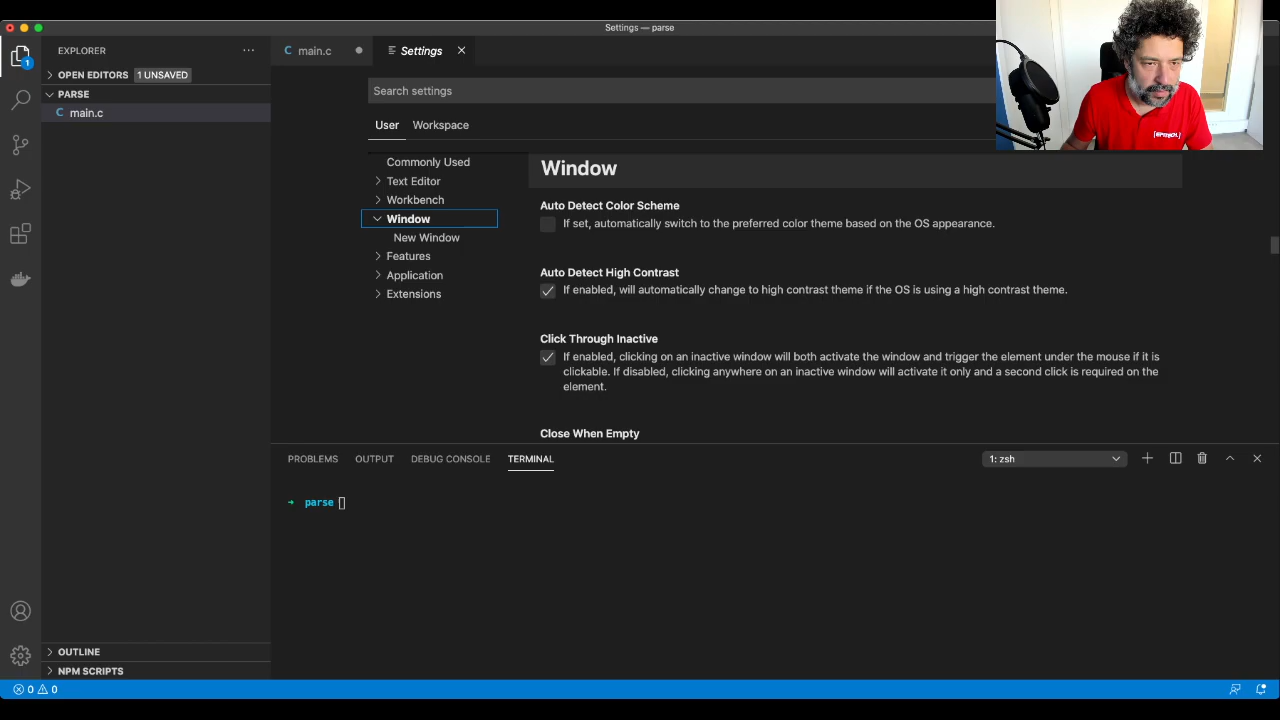 Settings — parse
EXPLORER
main.c
Settings
OPEN EDITORS 1 UNSAVED
PARSE
main.c
1
Search settings
User Workspace
Commonly Used
Text Editor
Workbench
Window
New Window
Features
Application
Extensions
Window
Auto Detect Color Scheme
If set, automatically switch to the preferred color theme based on the OS appearance.
Auto Detect High Contrast
If enabled, will automatically change to high contrast theme if the OS is using a high contrast theme.
Click Through Inactive
If enabled, clicking on an inactive window will both activate the window and trigger the element under the mouse if it is
clickable. If disabled, clicking anywhere on an inactive window will activate it only and a second click is required on the
element.
Close When Empty
PROBLEMS OUTPUT DEBUG CONSOLE TERMINAL
1: zsh
parse
OUTLINE
NPM SCRIPTS
0 0